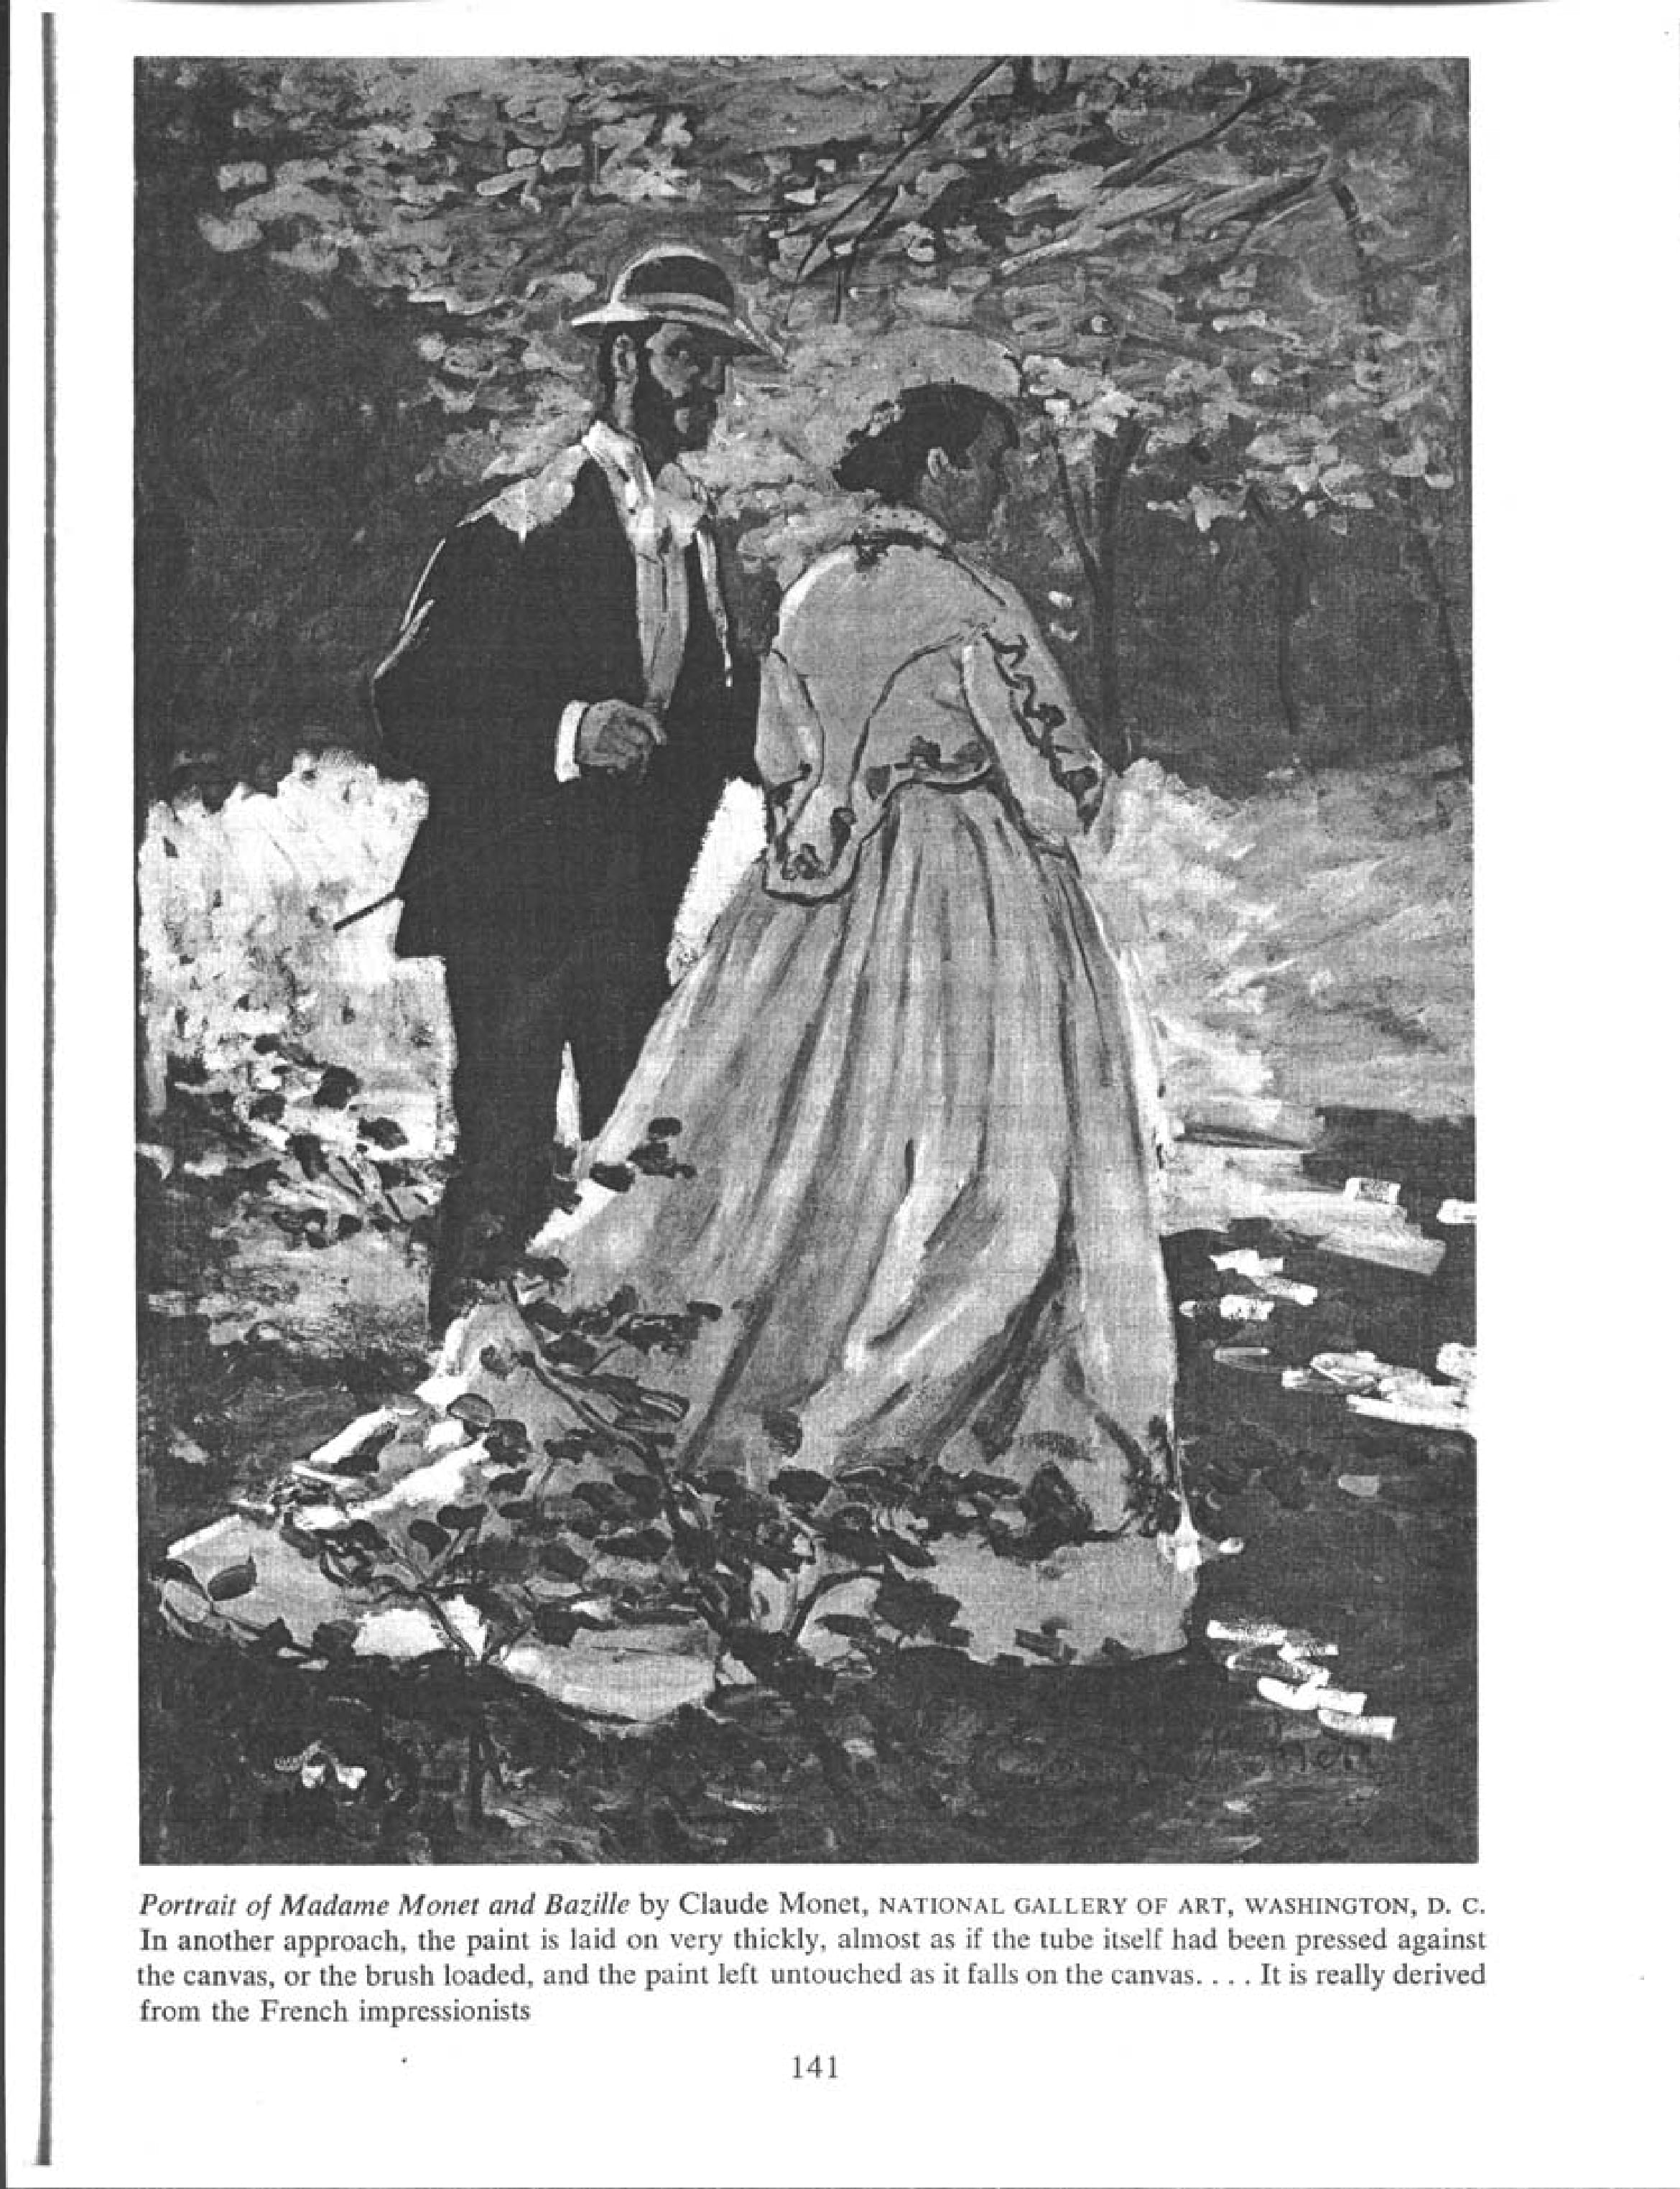 Portrait of Madame Monet and Bazille by Claude Monet, NATIONAL GALLERY OF ART, WASHINGTON, D. C.
In another approach, the paint is laid on very thickly, almost as if the tube itself had been pressed against
the canvas, or the brush loaded, and the paint left untouched as it falls on the canvas. . . . It is really derived
from the French impressionists
141